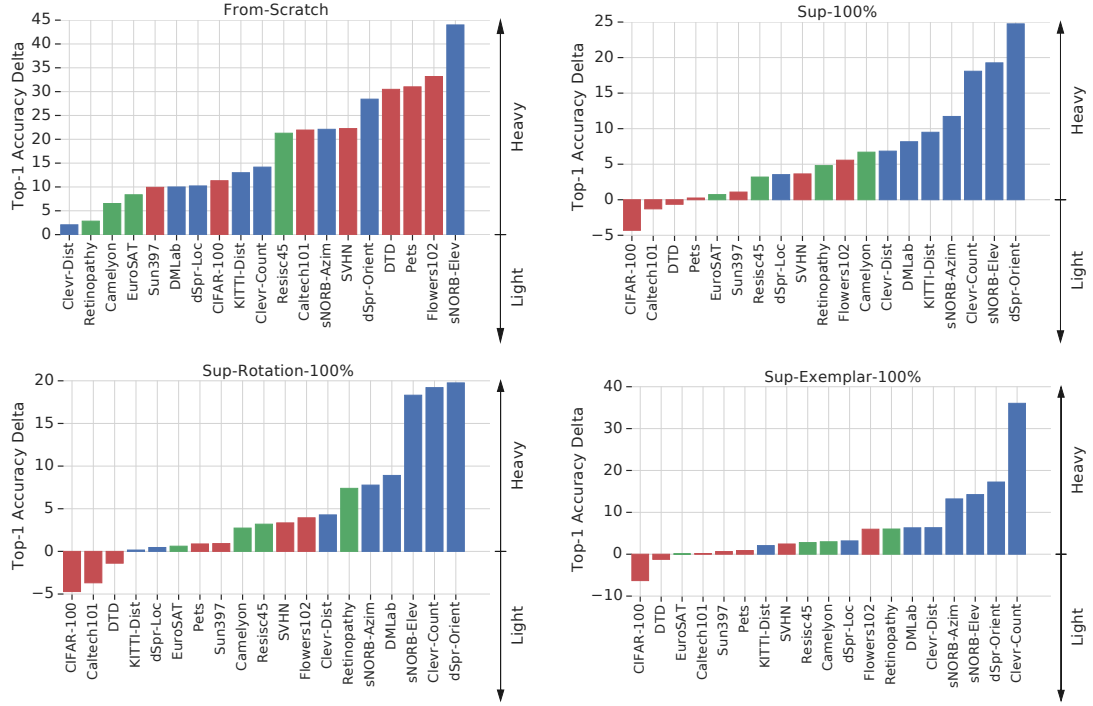 From-Scratch
Top-1 Accuracy Delta
45
40
35
30
25
20
15
10
5
0
Clevr-Dist
Retinopathy
Camelyon
EuroSAT
Sun397
DMLab
dSpr-Loc
CIFAR-100
KITTI-Dist
Clevr-Count
Resisc45
Caltech101
sNORB-Azim
SVHN
dSpr-Orient
DTD
Pets
Flowers102
sNORB-Elev
Heavy
Light
Sup-100%
Top-1 Accuracy Delta
25
20
15
10
5
0
−5
CIFAR-100
Caltech101
DTD
Pets
EuroSAT
Sun397
Resisc45
dSpr-Loc
SVHN
Retinopathy
Flowers102
Camelyon
Clevr-Dist
DMLab
KITTI-Dist
sNORB-Azim
Clevr-Count
sNORB-Elev
dSpr-Orient
Heavy
Light
Sup-Rotation-100%
Top-1 Accuracy Delta
20
15
10
5
0
−5
CIFAR-100
Caltech101
DTD
KITTI-Dist
dSpr-Loc
EuroSAT
Pets
Sun397
Camelyon
Resisc45
SVHN
Flowers102
Clevr-Dist
Retinopathy
sNORB-Azim
DMLab
sNORB-Elev
Clevr-Count
dSpr-Orient
Heavy
Light
Sup-Exemplar-100%
Top-1 Accuracy Delta
40
30
20
10
0
−10
CIFAR-100
DTD
EuroSAT
Caltech101
Sun397
Pets
KITTI-Dist
SVHN
Resisc45
Camelyon
dSpr-Loc
Flowers102
Retinopathy
DMLab
Clevr-Dist
sNORB-Azim
sNORB-Elev
dSpr-Orient
Clevr-Count
Heavy
Light